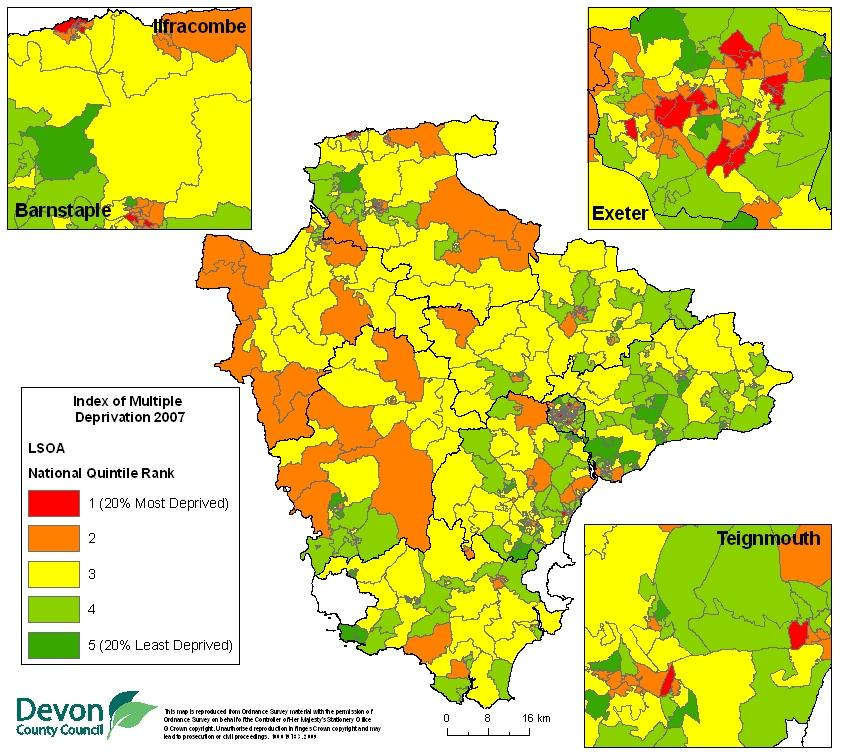 Ilfracombe
Barnstaple
Exeter
Index of Multiple
Deprivation 2007
LSOA
National Quintile Rank
1 (20% Most Deprived)
2
3
4
5 (20% Least Deprived)
Teignmouth
0 8 16 km
Devon
County Council
This map is reproduced from Ordnance Survey material with the permission of
Ordnance Survey on behalf of the Controller of Her Majesty's Stationery Office
© Crown copyright. Unauthorised reproduction infringes Crown copyright and may
lead to prosecution or civil proceedings.